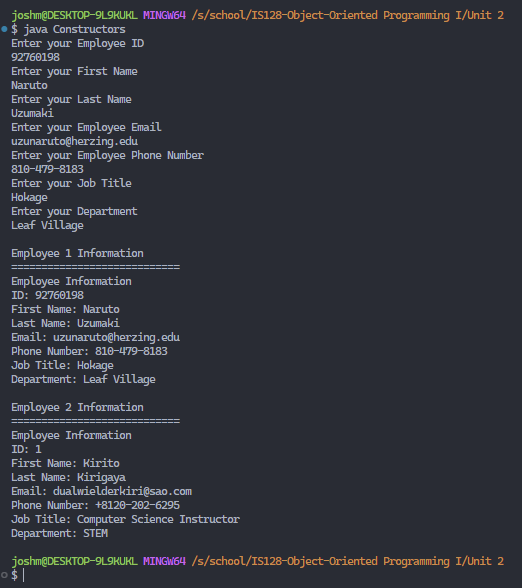 joshm@DESKTOP-9L9KUKL MINGW64 /s/school/IS128-Object-Oriented Programming I/Unit 2
$ java Constructors
Enter your Employee ID
92760198
Enter your First Name
Naruto
Enter your Last Name
Uzumaki
Enter your Employee Email
uzunaruto@herzing.edu
Enter your Employee Phone Number
810-479-8183
Enter your Job Title
Hokage
Enter your Department
Leaf Village
Employee 1 Information
============================
Employee Information
ID: 92760198
First Name: Naruto
Last Name: Uzumaki
Email: uzunaruto@herzing.edu
Phone Number: 810-479-8183
Job Title: Hokage
Department: Leaf Village
Employee 2 Information
============================
Employee Information
ID: 1
First Name: Kirito
Last Name: Kirigaya
Email: dualwielderkiri@sao.com
Phone Number: +8120-202-6295
Job Title: Computer Science Instructor
Department: STEM
joshm@DESKTOP-9L9KUKL MINGW64 /s/school/IS128-Object-Oriented Programming I/Unit 2
$